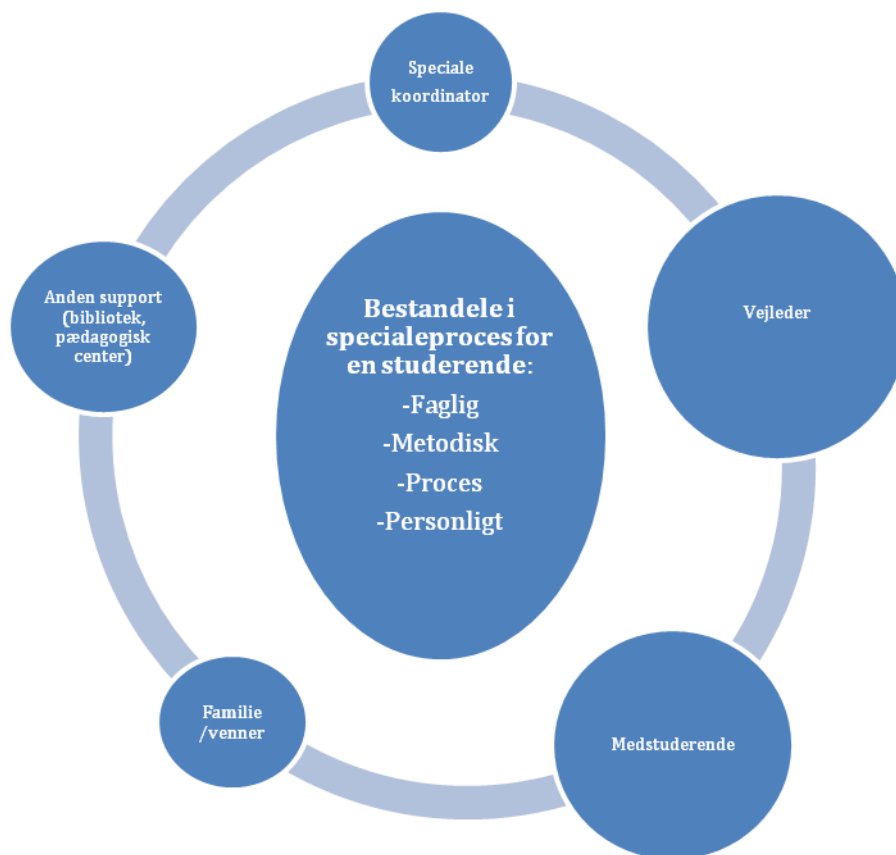 Speciale
koordinator
Vejleder
Medstuderende
Familie
/venner
Anden support
(bibliotek,
pædagogisk
center)
Bestandele i
specialeproces for
en studerende:
-Faglig
-Metodisk
-Proces
-Personligt